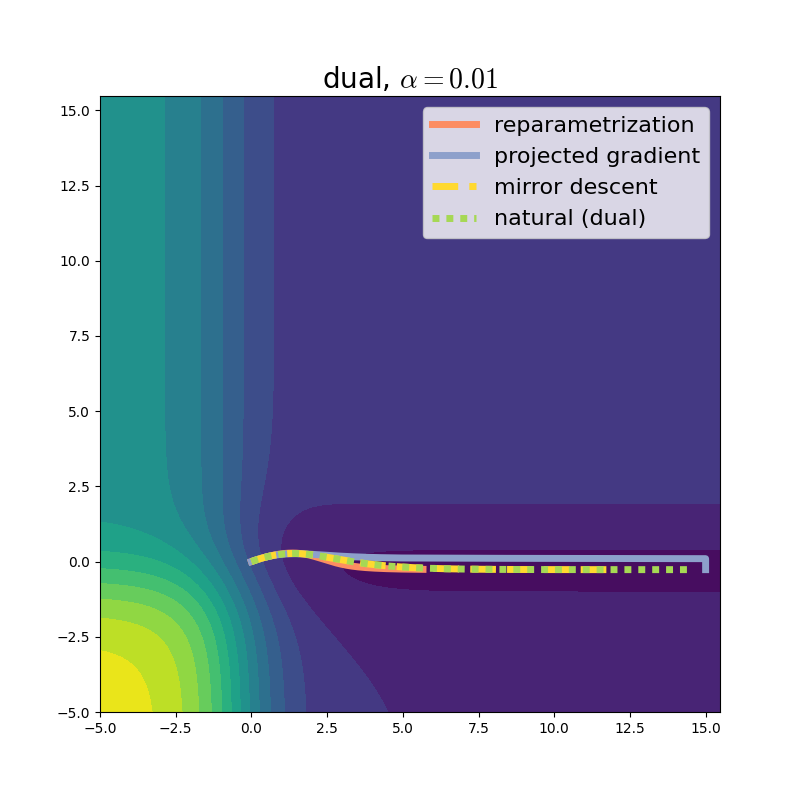 dual, α = 0.01
reparametrization
projected gradient
mirror descent
natural (dual)
15.0
12.5
10.0
7.5
5.0
2.5
0.0
−2.5
−5.0
−5.0 −2.5 0.0 2.5 5.0 7.5 10.0 12.5 15.0